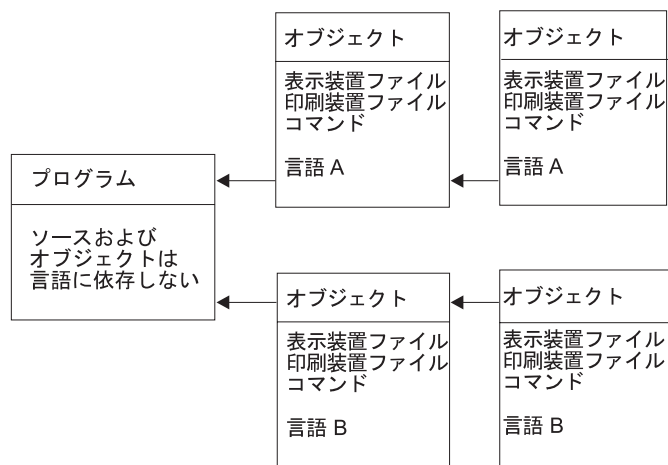 オブジェクト
表示装置ファイル
印刷装置ファイル
コマンド
言語 A
オブジェクト
表示装置ファイル
印刷装置ファイル
コマンド
言語 A
プログラム
ソースおよび
オブジェクトは
言語に依存しない
オブジェクト
表示装置ファイル
印刷装置ファイル
コマンド
言語 B
オブジェクト
表示装置ファイル
印刷装置ファイル
コマンド
言語 B